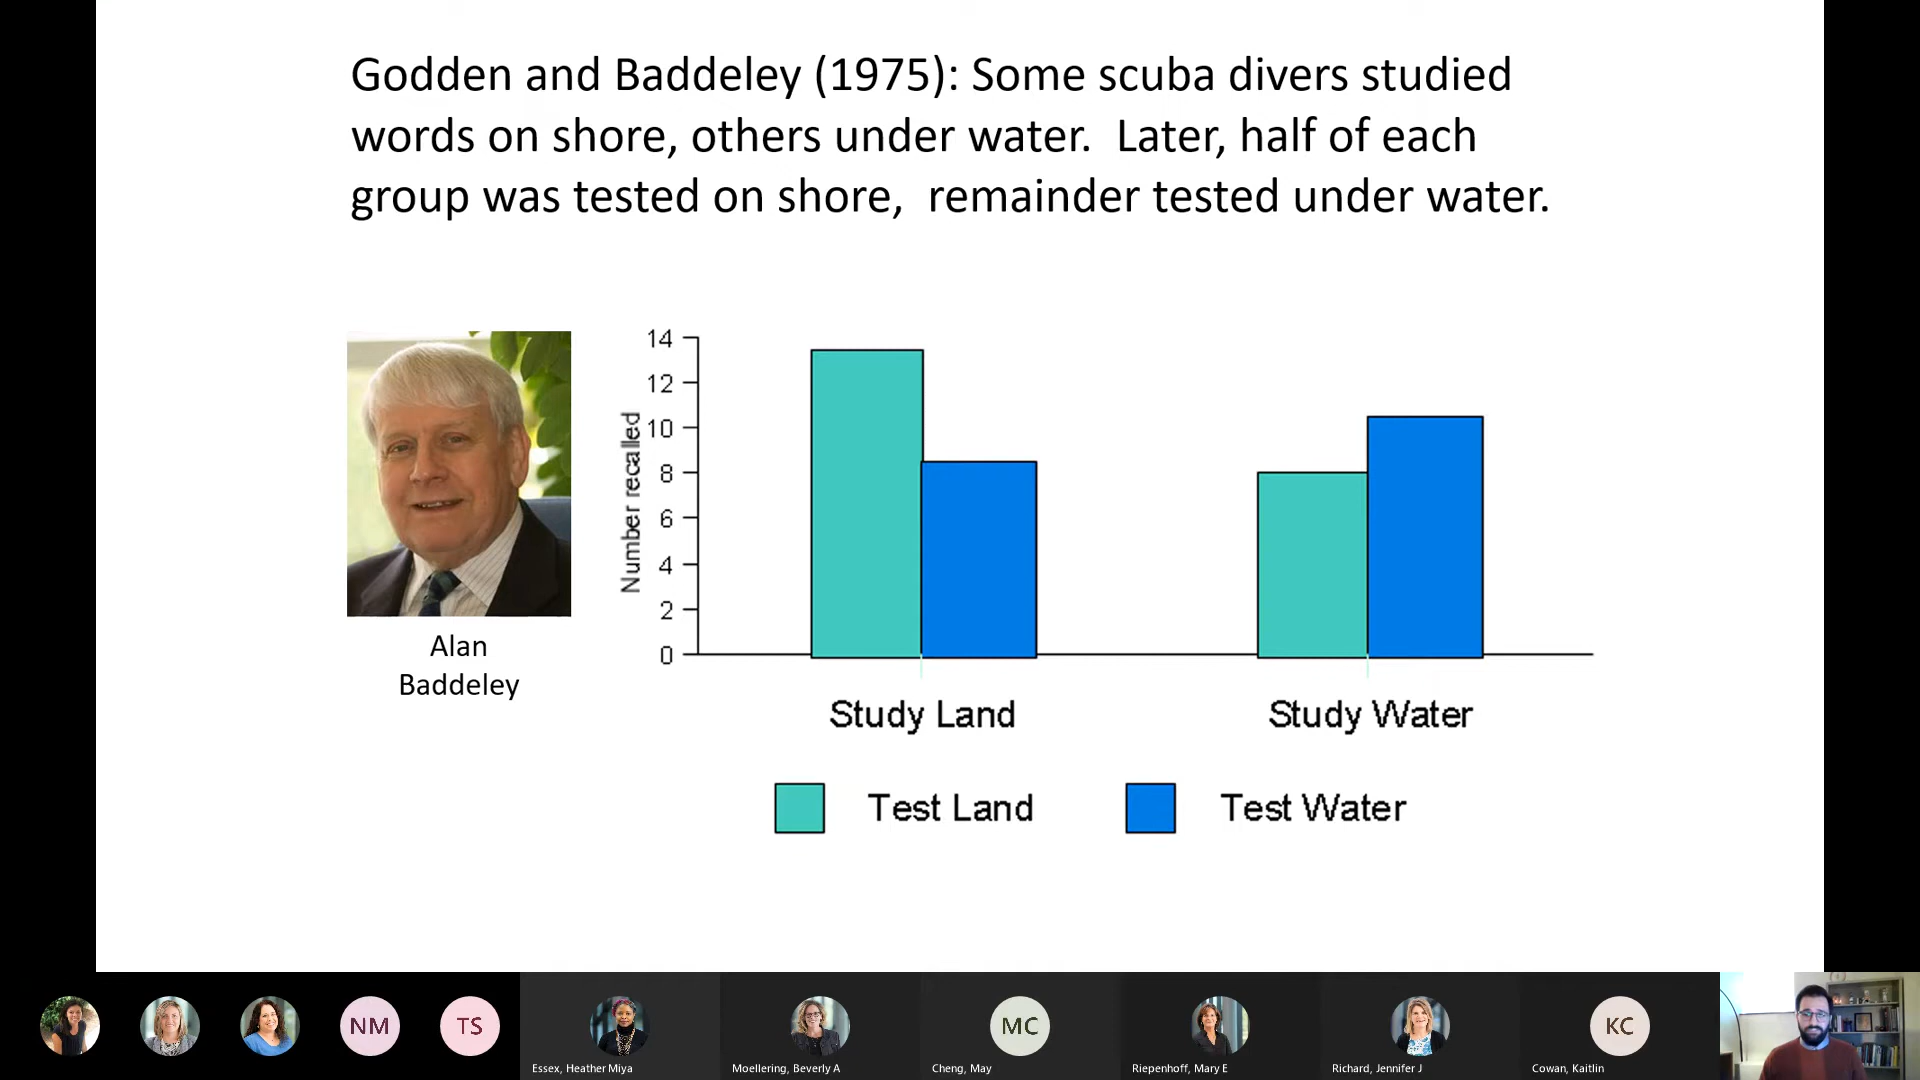 Godden and Baddeley (1975): Some scuba divers studied
words on shore, others under water.  Later, half of each
group was tested on shore,  remainder tested under water.
Alan
Baddeley
Number recalled
14
12
10
8
6
4
2
0
Study Land
Study Water
Test Land
Test Water
NM
TS
Essex, Heather Miya
Moellering, Beverly A
MC
Cheng, May
Riepenhoff, Mary E
Richard, Jennifer J
KC
Cowan, Kaitlin